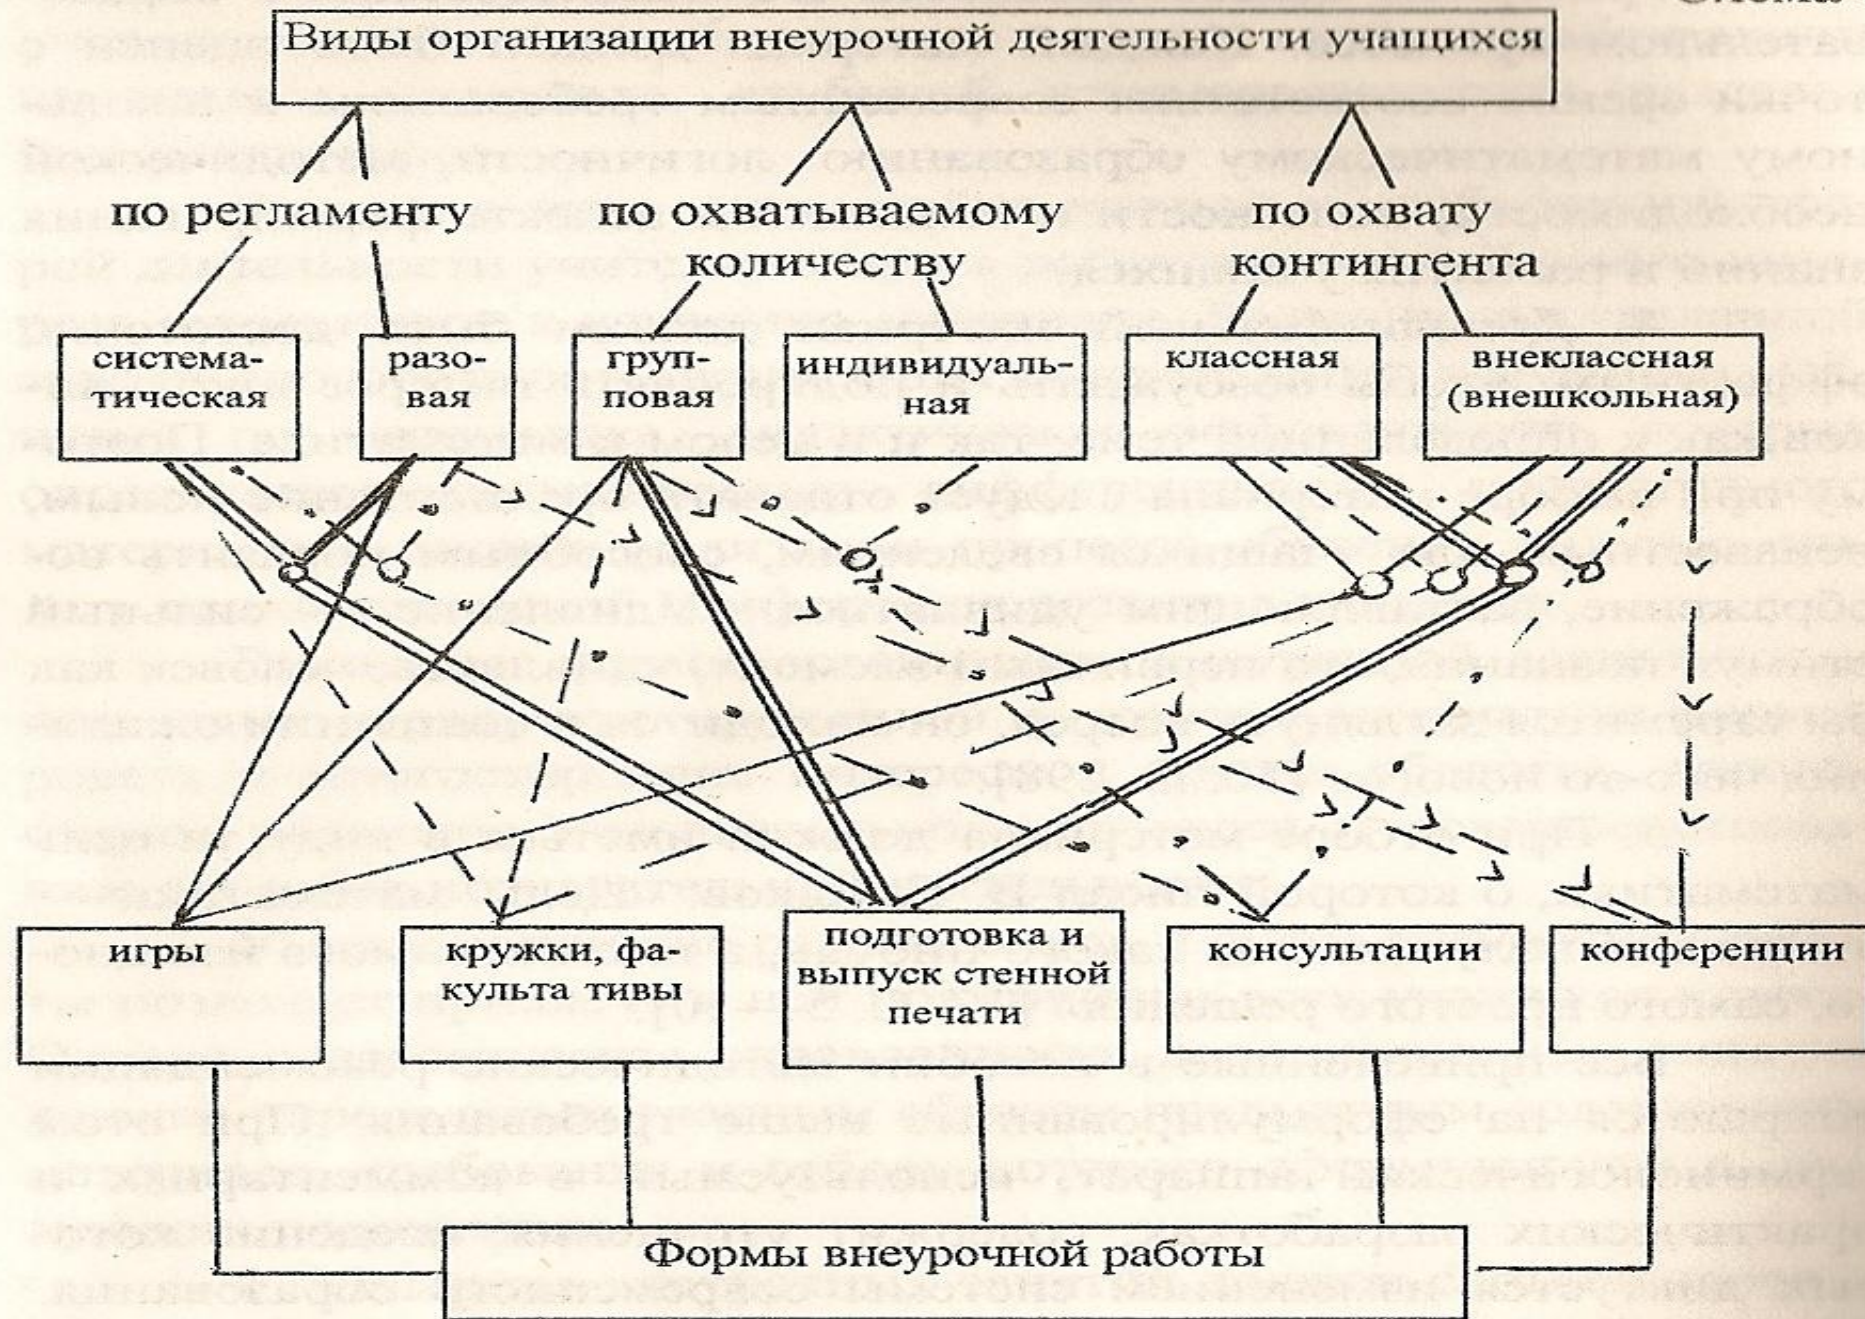 Виды организации внеурочной деятельности учащихся
по регламенту
по охватываемому
количеству
по охвату
контингента
система-
тическая
разо-
вая
груп-
повая
индивидуаль-
ная
классная
внеклассная
(внешкольная)
игры
кружки, фа-
культа тивы
подготовка и
выпуск стенной
печати
консультации
конференции
Формы внеурочной работы